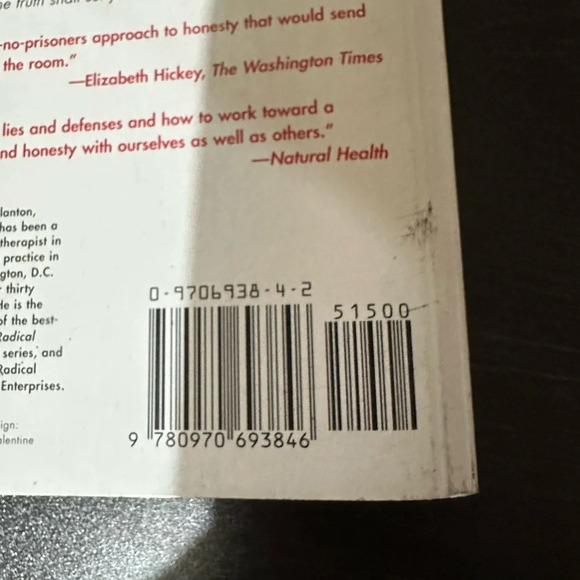 -no-prisoners approach to honesty that would send
the room."
—Elizabeth Hickey, The Washington Times
lies and defenses and how to work toward a
nd honesty with ourselves as well as others."
—Natural Health
lanton,
has been a
therapist in
practice in
gton, D.C.
thirty
He is the
of the best-
Radical
series, and
Radical
Enterprises.
ign:
alentine
0-9706938-4-2
51500
9 780970 693846